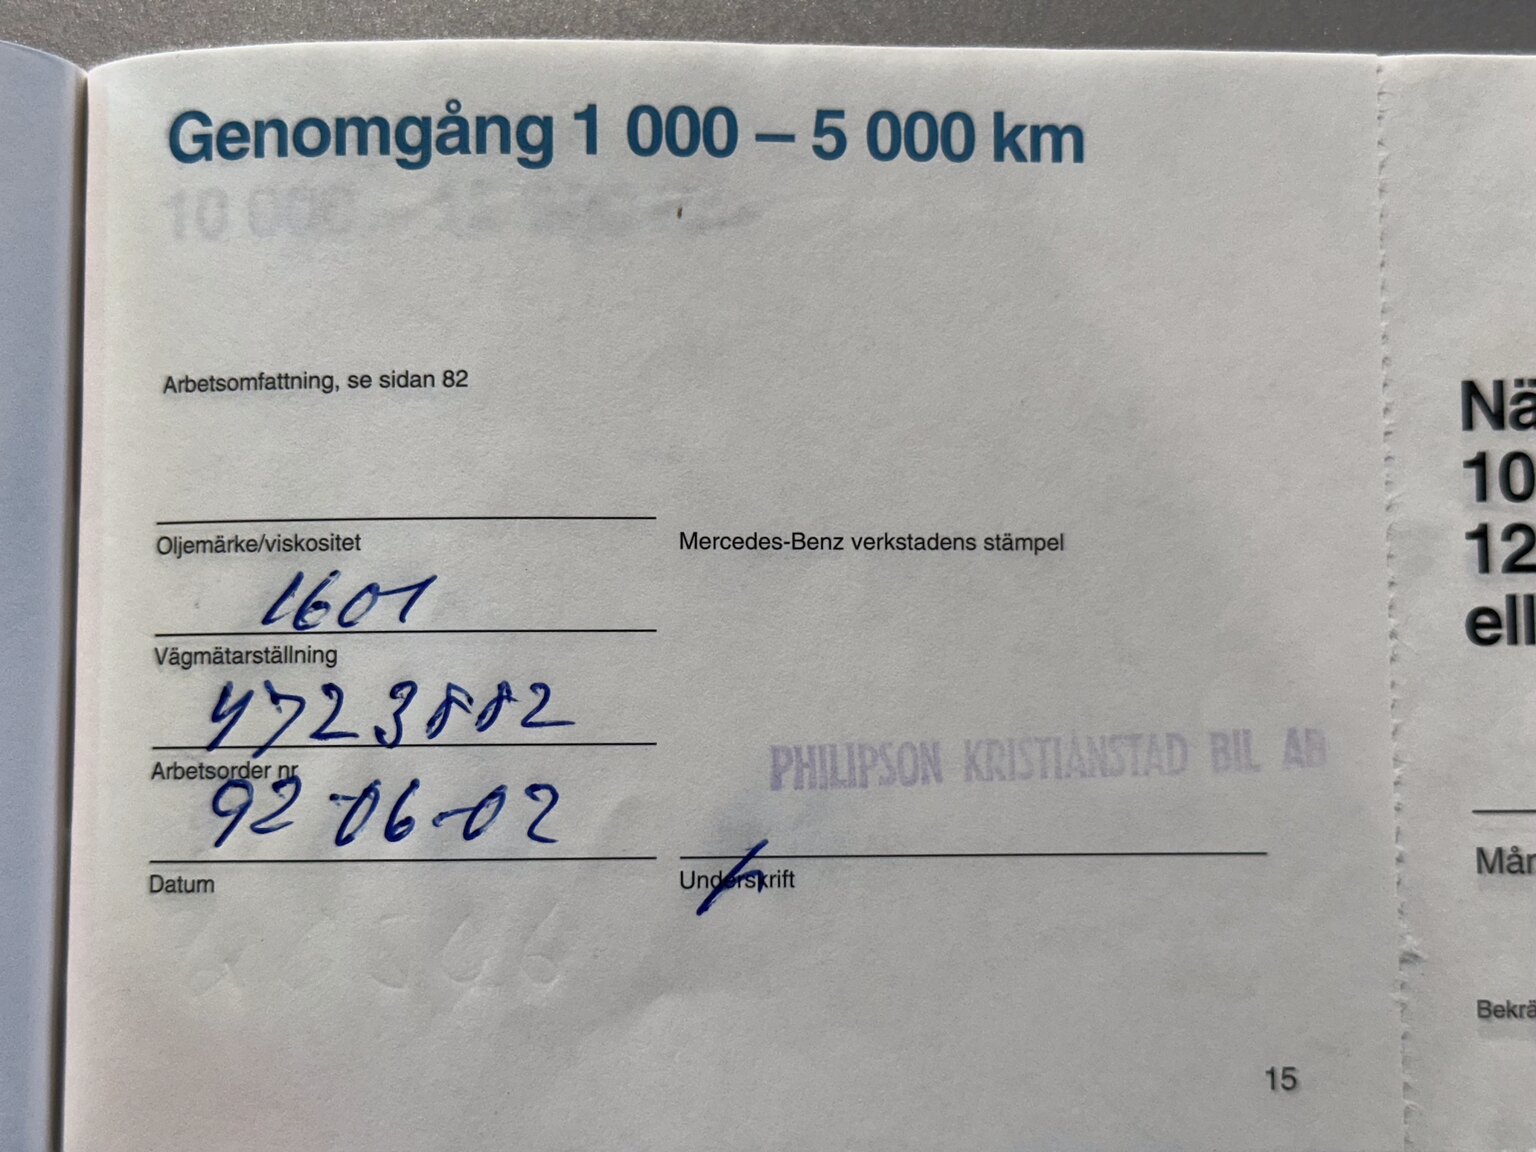 Genomgång 1 000 – 5 000 km
Arbetsomfattning, se sidan 82
Oljemärke/viskositet
Mercedes-Benz verkstadens stämpel
1601
Vägmätarställning
4723882
Arbetsorder nr
PHILIPSON KRISTIANSTAD BIL AB
92-06-02
Datum
Underskrift
15
Nä
10
12
ell
Mån
Bekrä